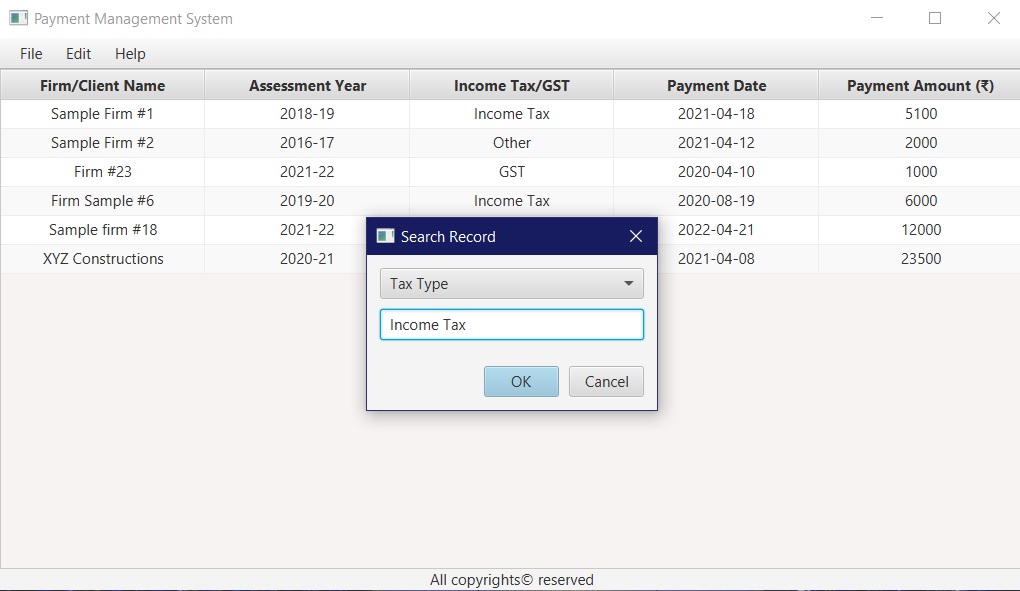 Payment Management System
File Edit Help
Firm/Client Name Assessment Year Income Tax/GST Payment Date Payment Amount (₹)
Sample Firm #1 2018-19 Income Tax 2021-04-18 5100
Sample Firm #2 2016-17 Other 2021-04-12 2000
Firm #23 2021-22 GST 2020-04-10 1000
Firm Sample #6 2019-20 Income Tax 2020-08-19 6000
Sample firm #18 2021-22 2022-04-21 12000
XYZ Constructions 2020-21 2021-04-08 23500
Search Record
Tax Type
Income Tax
OK Cancel
All copyrights© reserved